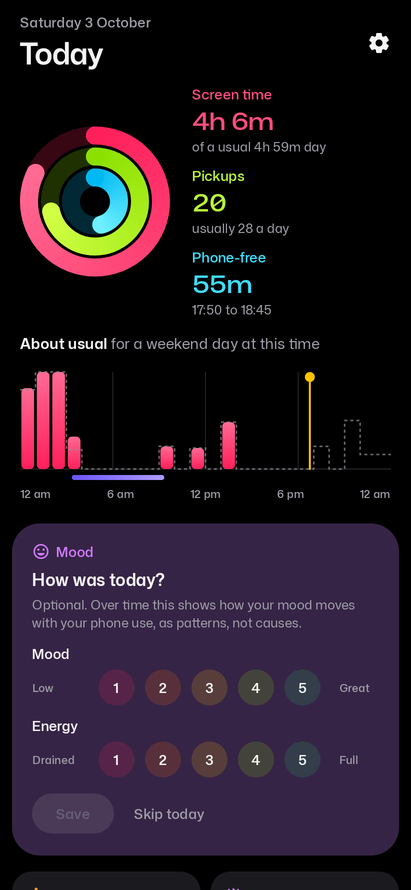 Saturday 3 October
Today
Screen time
4h 6m
of a usual 4h 59m day
Pickups
20
usually 28 a day
Phone-free
55m
17:50 to 18:45
About usual for a weekend day at this time
12 am 6 am 12 pm 6 pm 12 am
Mood
How was today?
Optional. Over time this shows how your mood moves
with your phone use, as patterns, not causes.
Mood
Low 1 2 3 4 5 Great
Energy
Drained 1 2 3 4 5 Full
Save Skip today